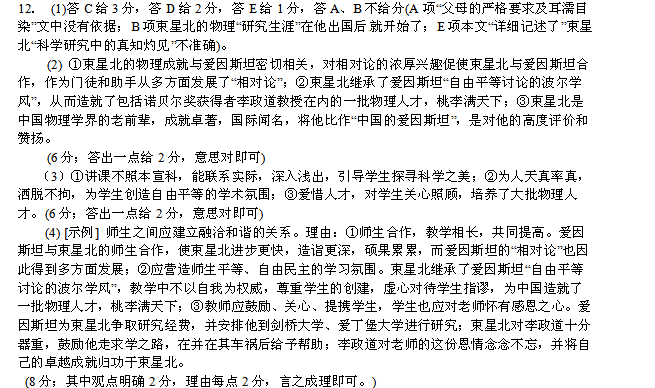 12. (1)答 C 给 3 分，答 D 给 2 分，答 E 给 1 分，答 A、B 不给分(A 项“父母的严格要求及耳濡目
染”文中没有依据；B 项束星北的物理“研究生涯”在他出国后就开始了；E 项本文“详细记述了”束星
北“科学研究中的真知灼见”不准确)。
(2) ①束星北的物理成就与爱因斯坦密切相关，对相对论的浓厚兴趣促使束星北与爱因斯坦合
作，作为门徒和助手从多方面发展了“相对论”；②束星北继承了爱因斯坦“自由平等讨论的波尔学
风”，从而造就了包括诺贝尔奖获得者李政道教授在内的一批物理人才，桃李满天下；③束星北是
中国物理学界的老前辈，成就卓著，国际闻名，将他比作“中国的爱因斯坦”，是对他的高度评价和
赞扬。
(6 分；答出一点给 2 分，意思对即可)
（3）①讲课不照本宣科，能联系实际，深入浅出，引导学生探寻科学之美；②为人天真率真，
洒脱不拘，为学生创造自由平等的学术氛围；③爱惜人才，对学生关心照顾，培养了大批物理人
才。(6 分；答出一点给 2 分，意思对即可)
(4) [示例] 师生之间应建立融洽和谐的关系。理由：①师生合作，教学相长，共同提高。爱因
斯坦与束星北的师生合作，使束星北进步更快，造诣更深，硕果累累，而爱因斯坦的“相对论”也因
此得到多方面发展；②应营造师生平等、自由民主的学习氛围。束星北继承了爱因斯坦“自由平等
讨论的波尔学风”，教学中不以自我为权威，尊重学生的创建，虚心对待学生指谬，为中国造就了
一批物理人才，桃李满天下；③教师应鼓励、关心、提携学生，学生也应对老师怀有感恩之心。爱
因斯坦为束星北争取研究经费，并安排他到剑桥大学、爱丁堡大学进行研究；束星北对李政道十分
器重，鼓励他走求学之路，在并在其车祸后给予帮助；李政道对老师的这份恩情念念不忘，并将自
己的卓越成就归功于束星北。
(8 分；其中观点明确 2 分，理由每点 2 分，言之成理即可。)